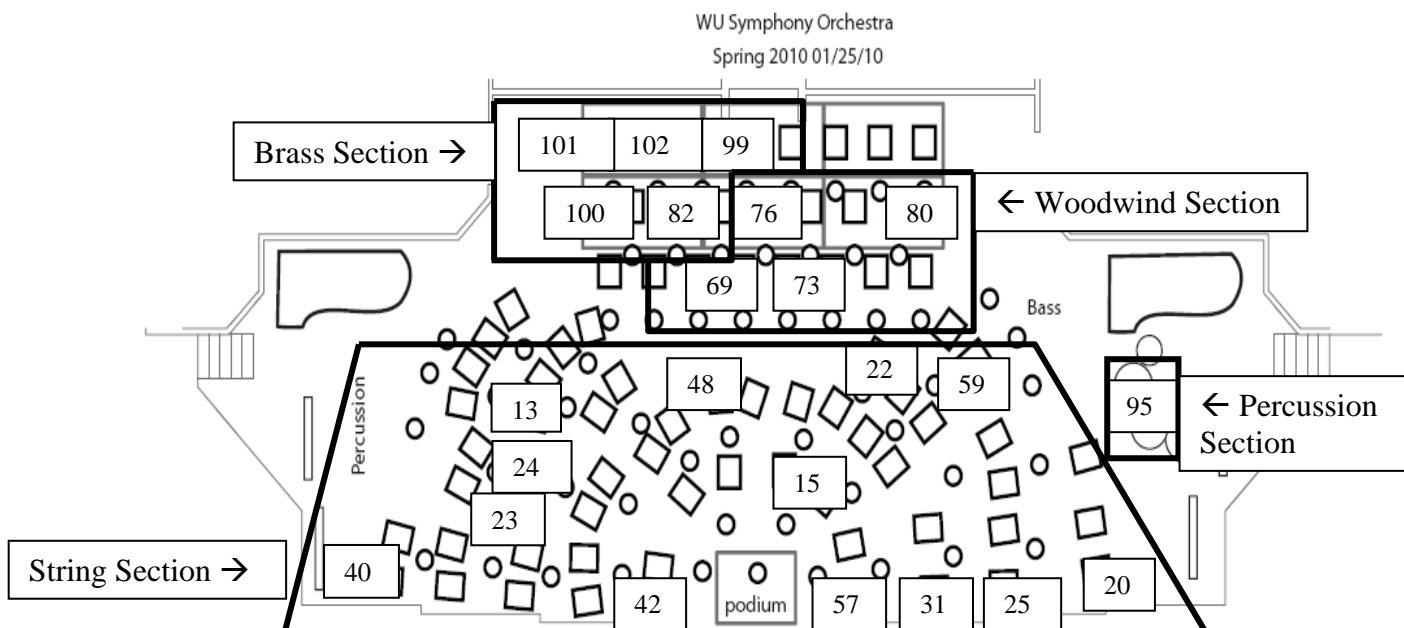 WU Symphony Orchestra
Spring 2010 01/25/10
Brass Section →
101 102 99
100 82 76 80
← Woodwind Section
69 73
Bass
48 22 59
13
95
← Percussion
Section
Percussion
24
15
23
String Section →
40
42
podium
57 31 25 20